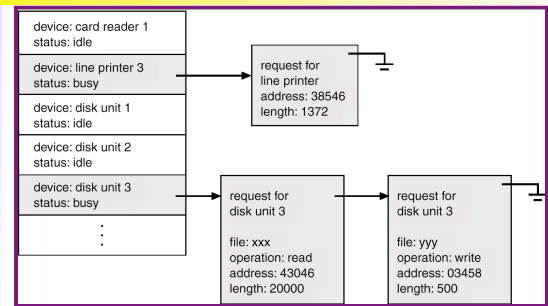 device: card reader 1
status: idle
device: line printer 3
status: busy
device: disk unit 1
status: idle
device: disk unit 2
status: idle
device: disk unit 3
status: busy
request for
line printer
address: 38546
length: 1372
request for
disk unit 3
file: xxx
operation: read
address: 43046
length: 20000
request for
disk unit 3
file: yyy
operation: write
address: 03458
length: 500